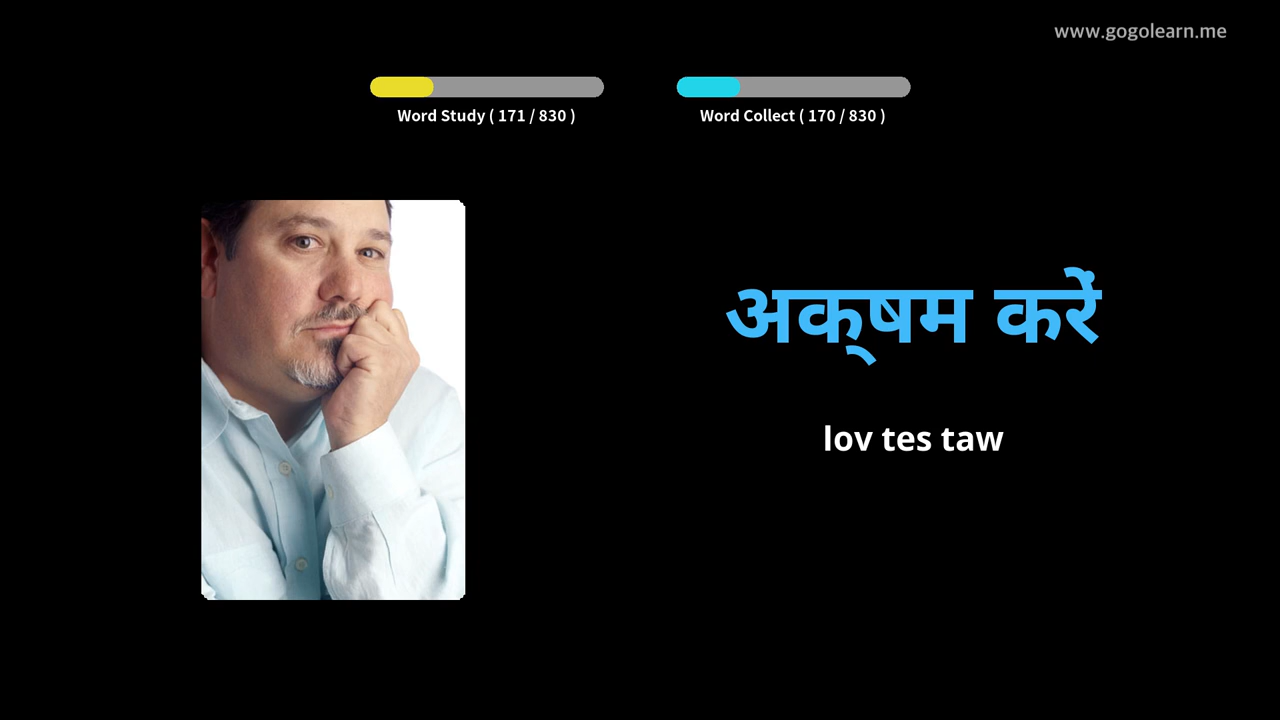 www.gogolearn.me
Word Study ( 171 / 830 )
Word Collect ( 170 / 830 )
अक्षम करें
lov tes taw